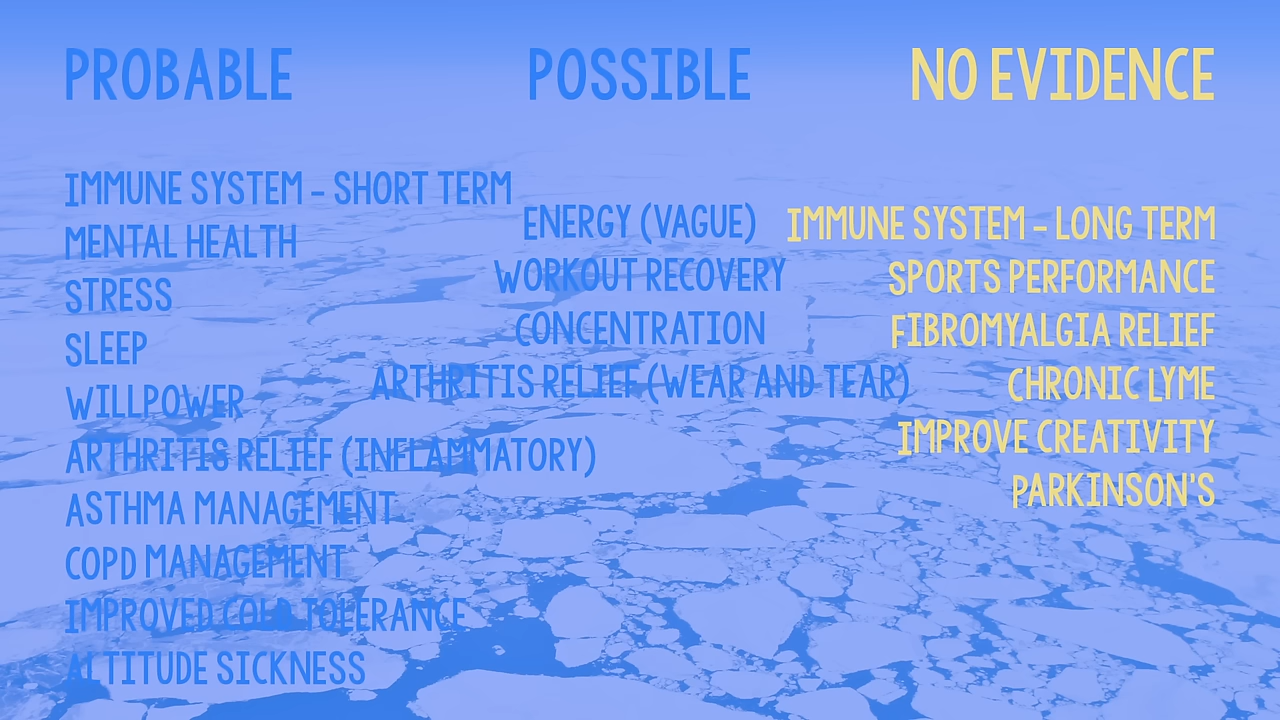 PROBABLE
IMMUNE SYSTEM - SHORT TERM
MENTAL HEALTH
STRESS
SLEEP
WILLPOWER
ARTHRITIS RELIEF (INFLAMMATORY)
ASTHMA MANAGEMENT
COPD MANAGEMENT
IMPROVED COLD TOLERANCE
ALTITUDE SICKNESS
POSSIBLE
ENERGY (VAGUE)
WORKOUT RECOVERY
CONCENTRATION
ARTHRITIS RELIEF (WEAR AND TEAR)
NO EVIDENCE
IMMUNE SYSTEM - LONG TERM
SPORTS PERFORMANCE
FIBROMYALGIA RELIEF
CHRONIC LYME
IMPROVE CREATIVITY
PARKINSON'S